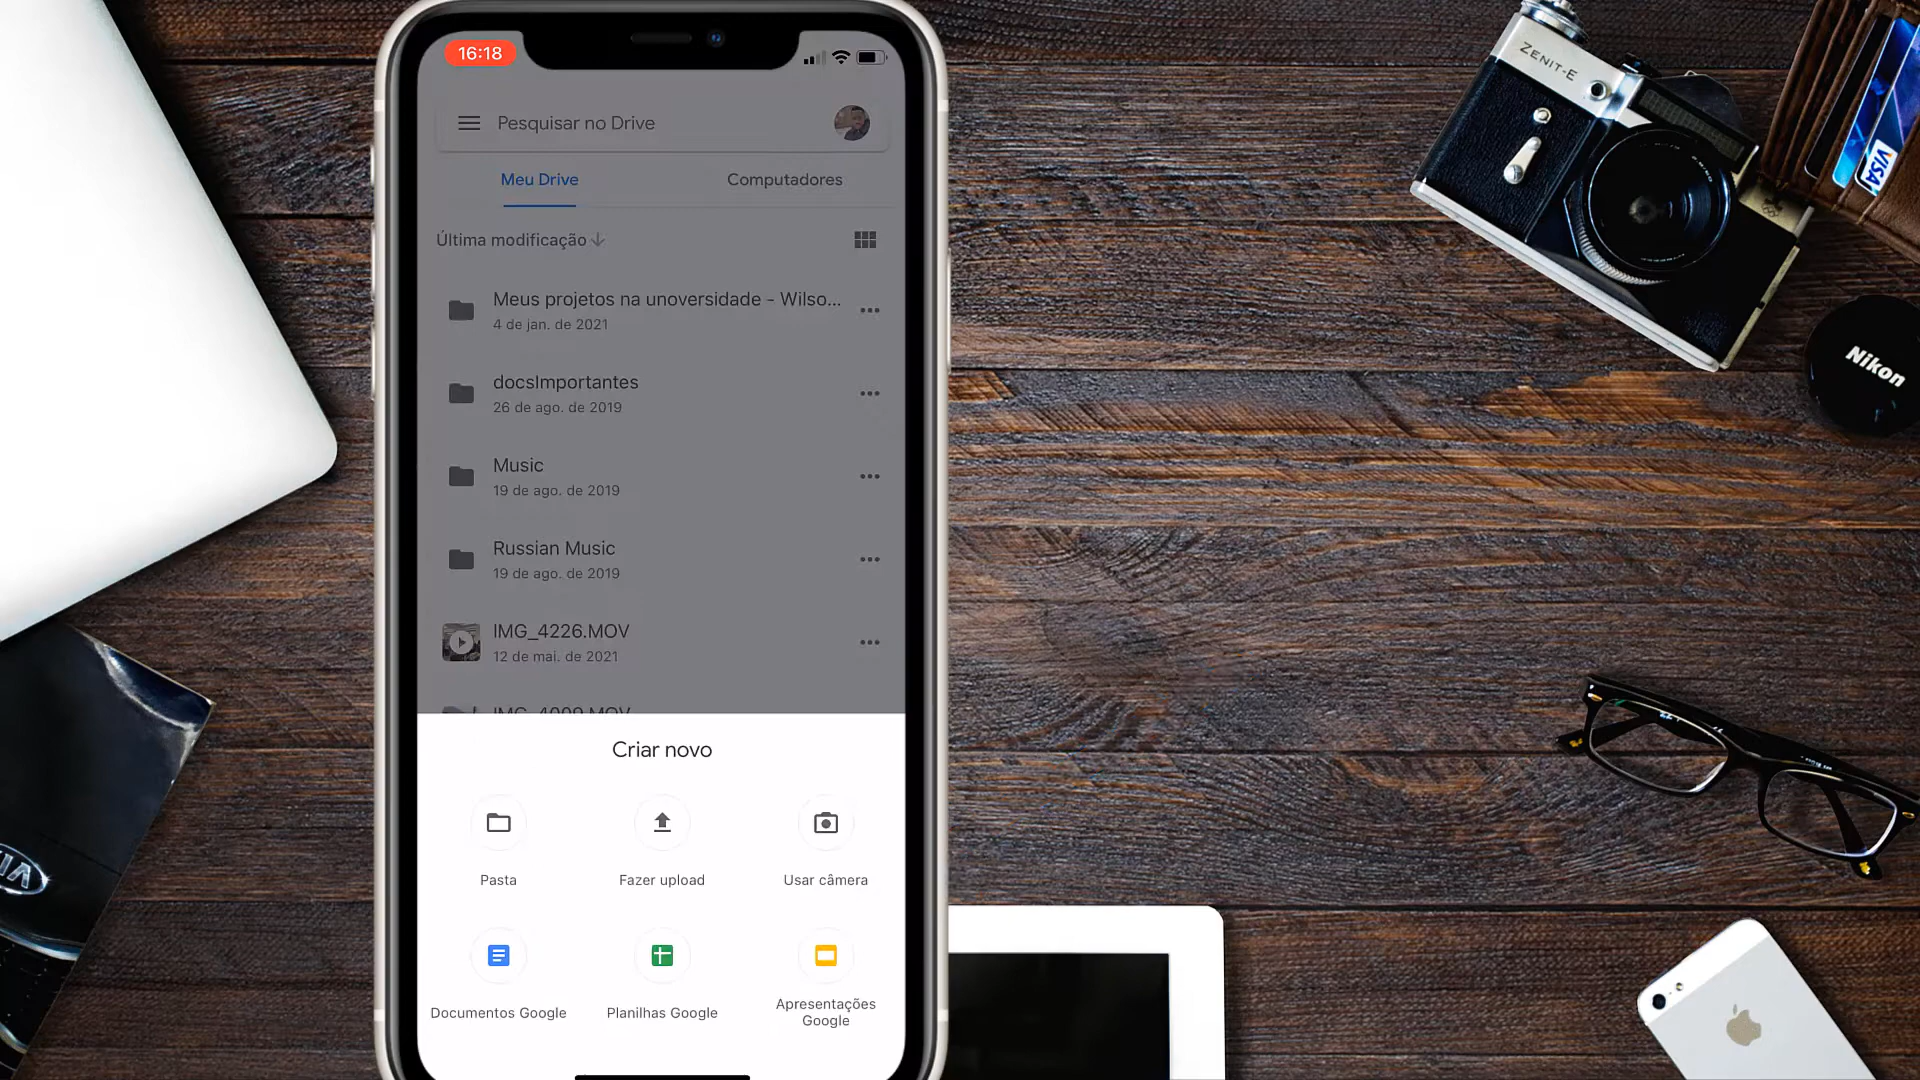 16:18
Pesquisar no Drive
Meu Drive
Computadores
Última modificação
Meus projetos na unoversidade - Wilso...
4 de jan. de 2021
docsImportantes
26 de ago. de 2019
Music
19 de ago. de 2019
Russian Music
19 de ago. de 2019
IMG_4226.MOV
12 de mai. de 2021
IMG_4009.MOV
Criar novo
Pasta
Fazer upload
Usar câmera
Documentos Google
Planilhas Google
Apresentações
Google
ZENIT-E
VISA
Nikon
KIA